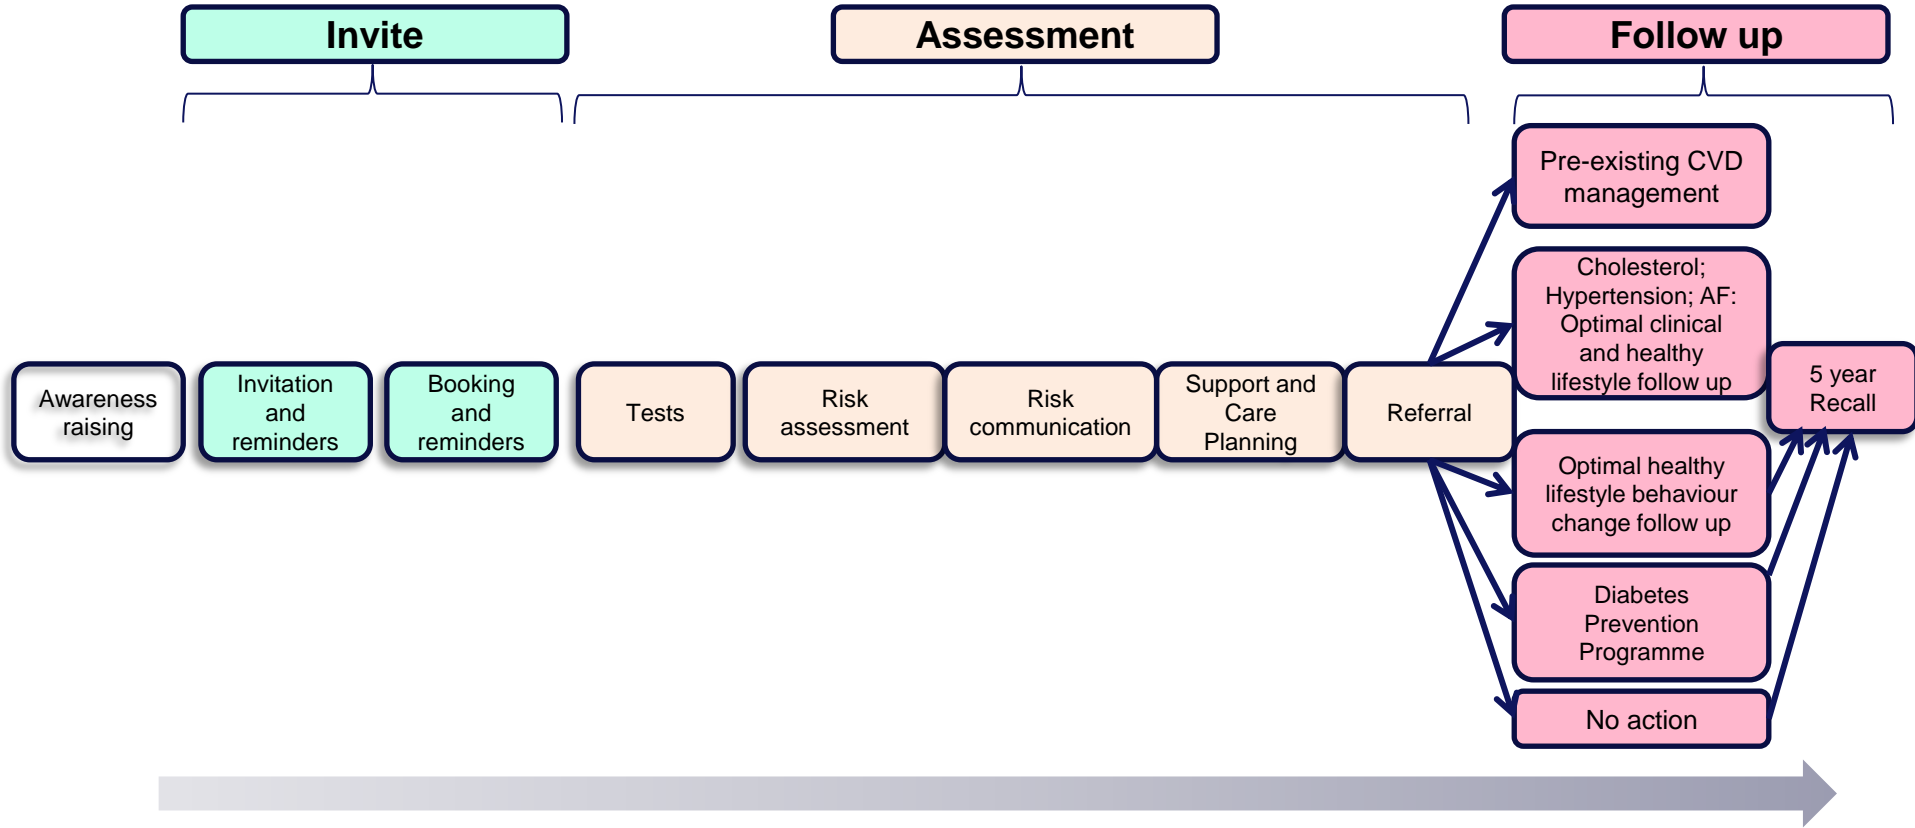 Invite
Assessment
Follow up
Awareness
raising
Invitation
and
reminders
Booking
and
reminders
Tests
Risk
assessment
Risk
communication
Support and
Care
Planning
Referral
Pre-existing CVD
management
Cholesterol;
Hypertension; AF:
Optimal clinical
and healthy
lifestyle follow up
Optimal healthy
lifestyle behaviour
change follow up
Diabetes
Prevention
Programme
No action
5 year
Recall